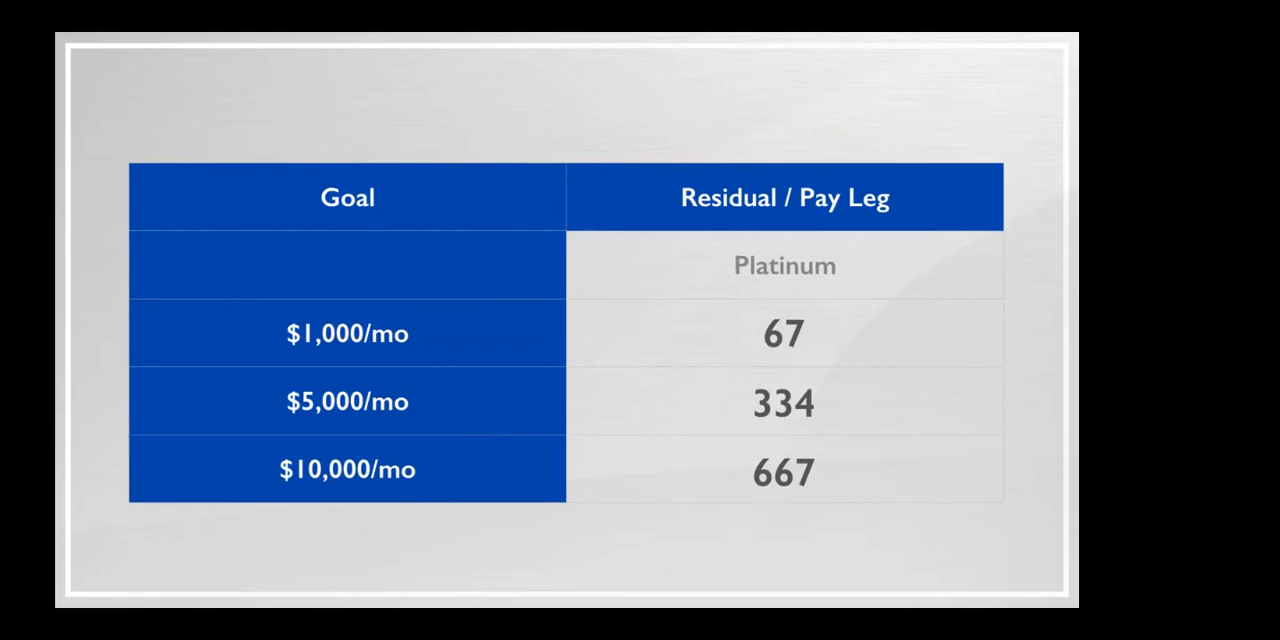 Goal
Residual / Pay Leg
Platinum
$1,000/mo
67
$5,000/mo
334
$10,000/mo
667